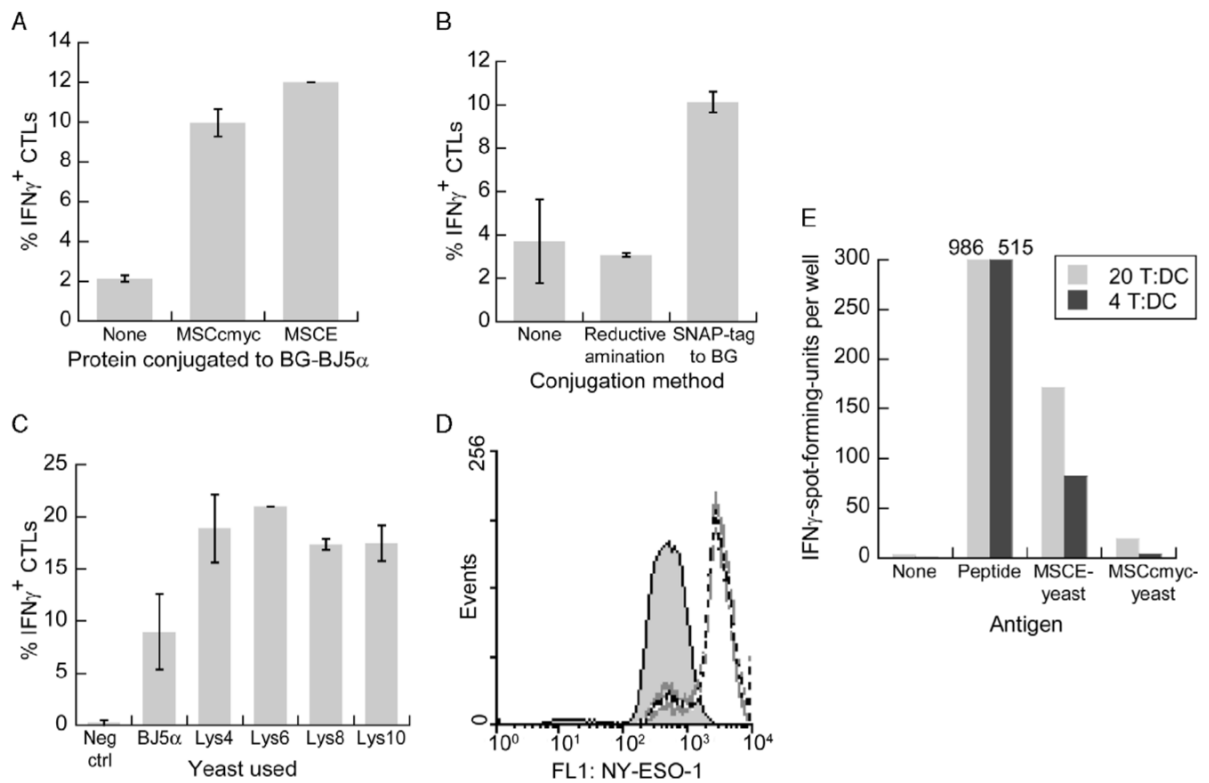 A
% IFNγ+ CTLs
14
12
10
8
6
4
2
0
None MSCcmyc MSCE
Protein conjugated to BG-BJ5α
B
% IFNγ+ CTLs
12
10
8
6
4
2
0
None Reductive amination SNAP-tag to BG
Conjugation method
C
% IFNγ+ CTLs
25
20
15
10
5
0
Neg ctrl BJ5α Lys4 Lys6 Lys8 Lys10
Yeast used
D
Events
256
0
10⁰ 10¹ 10² 10³ 10⁴
FL1: NY-ESO-1
E
IFNγ-spot-forming-units per well
986 515
300
250
200
150
100
50
0
20 T:DC
4 T:DC
None Peptide MSCE-yeast MSCcmyc-yeast
Antigen